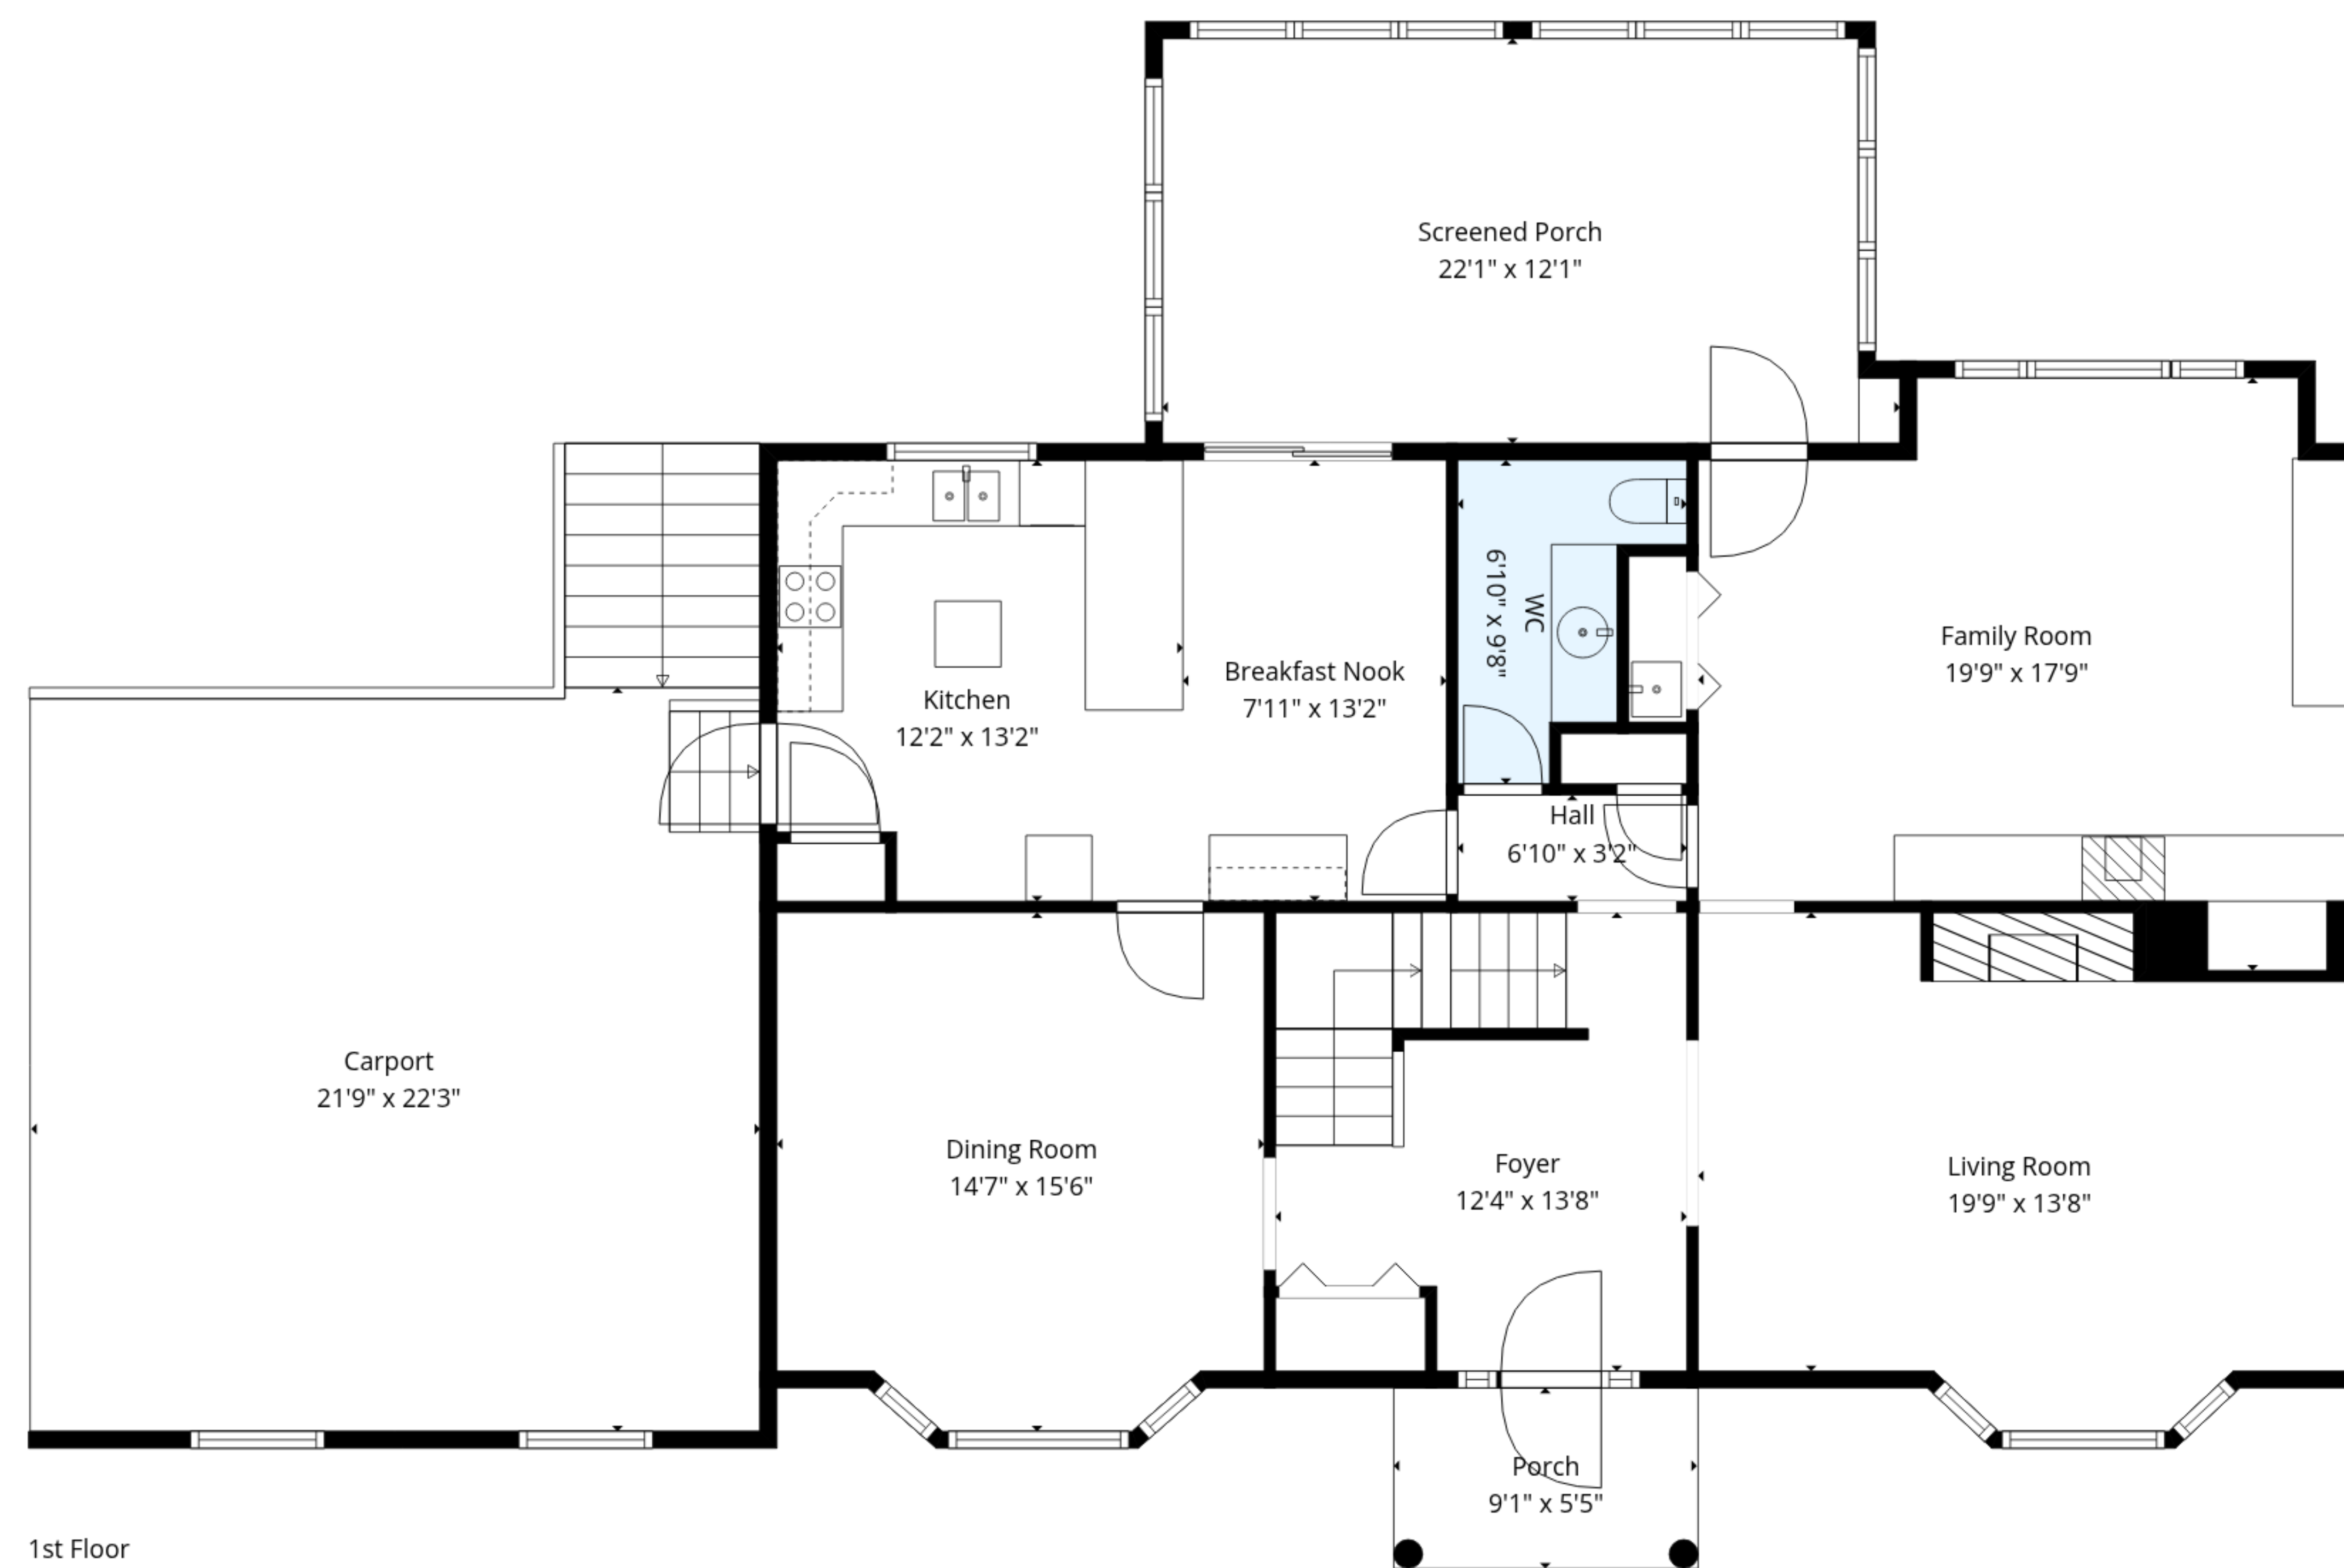 Screened Porch
22'1" x 12'1"
Family Room
19'9" x 17'9"
WC
6'10" x 9'8"
Breakfast Nook
7'11" x 13'2"
Kitchen
12'2" x 13'2"
Hall
6'10" x 3'2"
Carport
21'9" x 22'3"
Dining Room
14'7" x 15'6"
Foyer
12'4" x 13'8"
Living Room
19'9" x 13'8"
Porch
9'1" x 5'5"
1st Floor